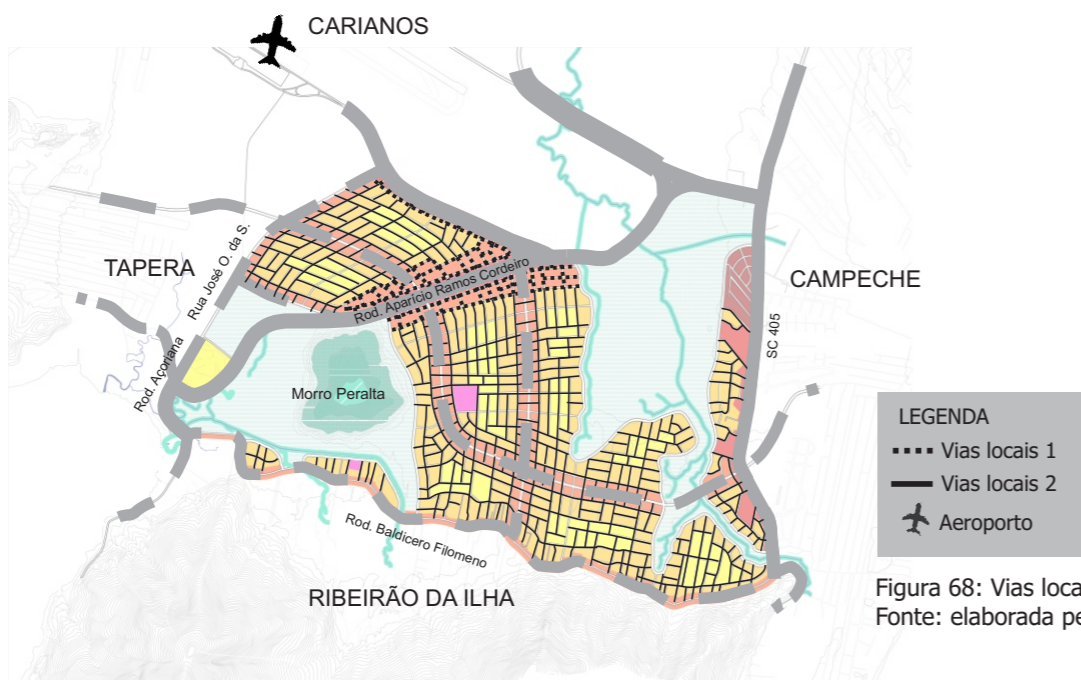 CARIANOS
TAPERA
Rua José O. da S.
Rod. Aparício Ramos Cordeiro
CAMPECHE
SC 405
Rod. Açoriana
Morro Peralta
Rod. Baldicero Filomeno
RIBEIRÃO DA ILHA
LEGENDA
Vias locais 1
Vias locais 2
Aeroporto
Figura 68: Vias loca
Fonte: elaborada pe